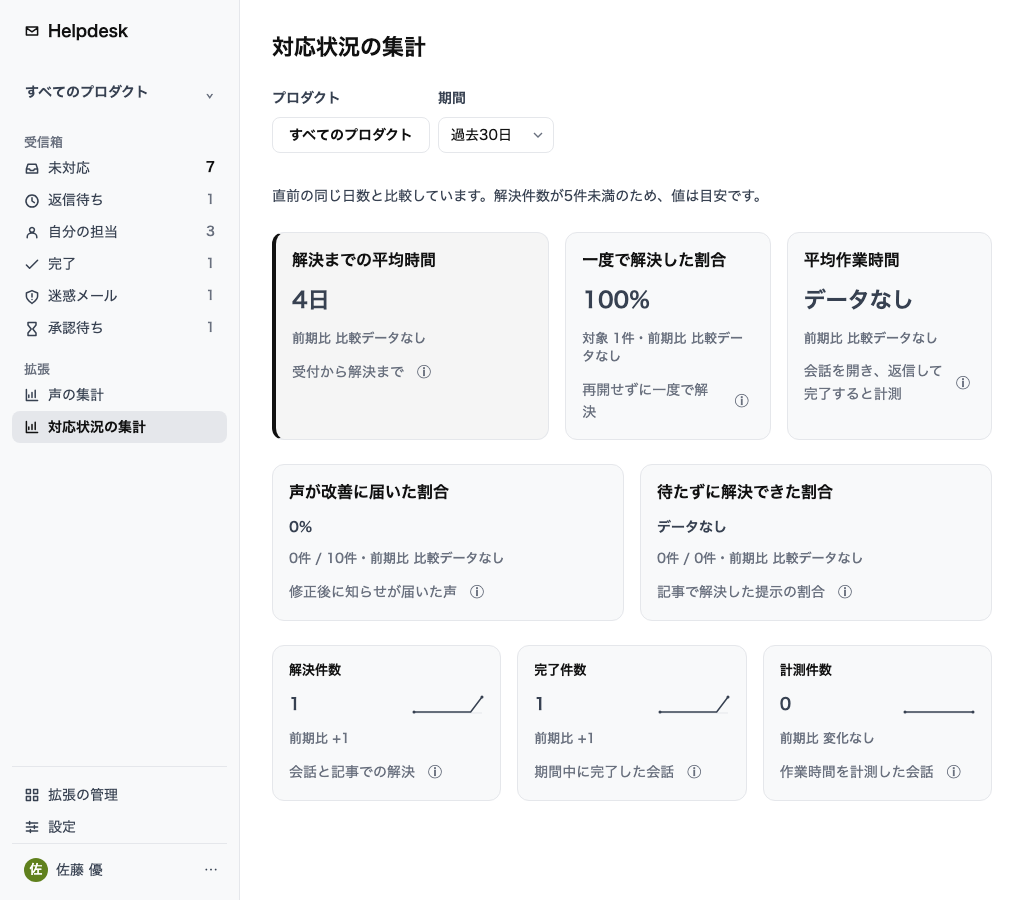 Helpdesk
すべてのプロダクト
受信箱
未対応 7
返信待ち 1
自分の担当 3
完了 1
迷惑メール 1
承認待ち 1
拡張
声の集計
対応状況の集計
拡張の管理
設定
佐 佐藤 優 …
対応状況の集計
プロダクト 期間
すべてのプロダクト 過去30日
直前の同じ日数と比較しています。解決件数が5件未満のため、値は目安です。
解決までの平均時間
4日
前期比 比較データなし
受付から解決まで
一度で解決した割合
100%
対象 1件・前期比 比較デー
タなし
再開せずに一度で解
決
平均作業時間
データなし
前期比 比較データなし
会話を開き、返信して
完了すると計測
声が改善に届いた割合
0%
0件 / 10件・前期比 比較データなし
修正後に知らせが届いた声
待たずに解決できた割合
データなし
0件 / 0件・前期比 比較データなし
記事で解決した提示の割合
解決件数
1
前期比 +1
会話と記事での解決
完了件数
1
前期比 +1
期間中に完了した会話
計測件数
0
前期比 変化なし
作業時間を計測した会話